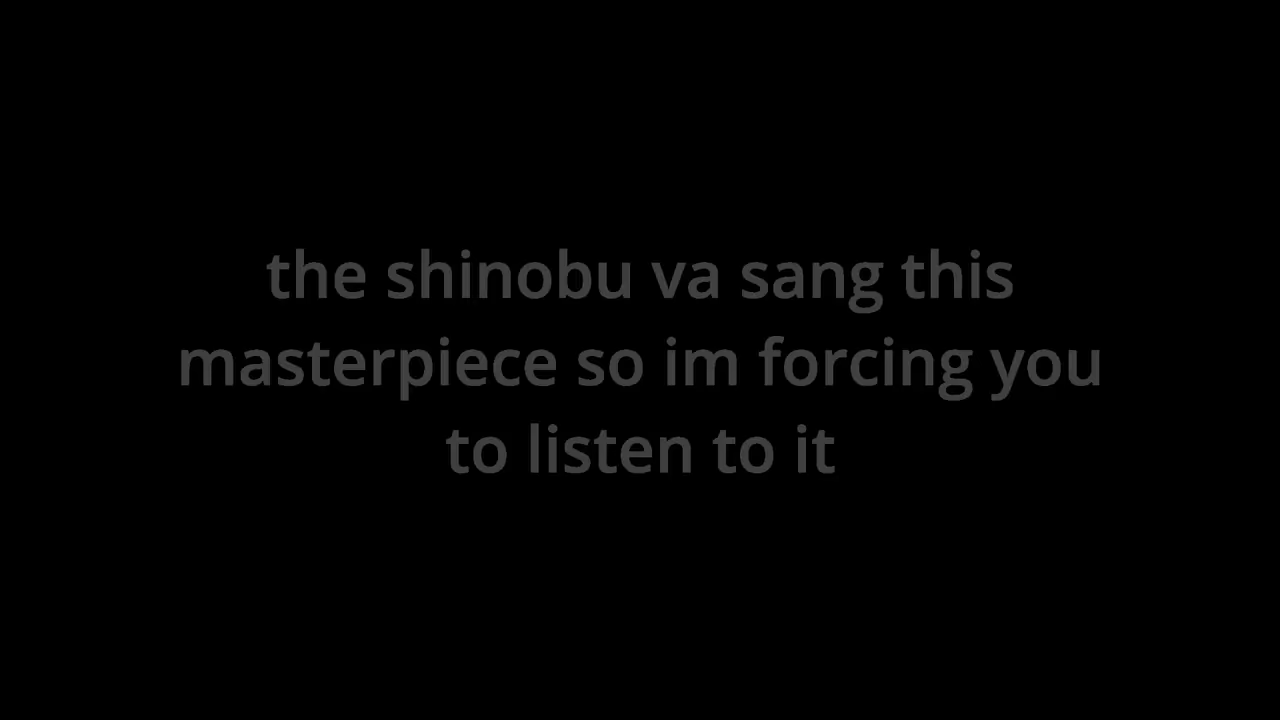 the shinobu va sang this
masterpiece so im forcing you
to listen to it